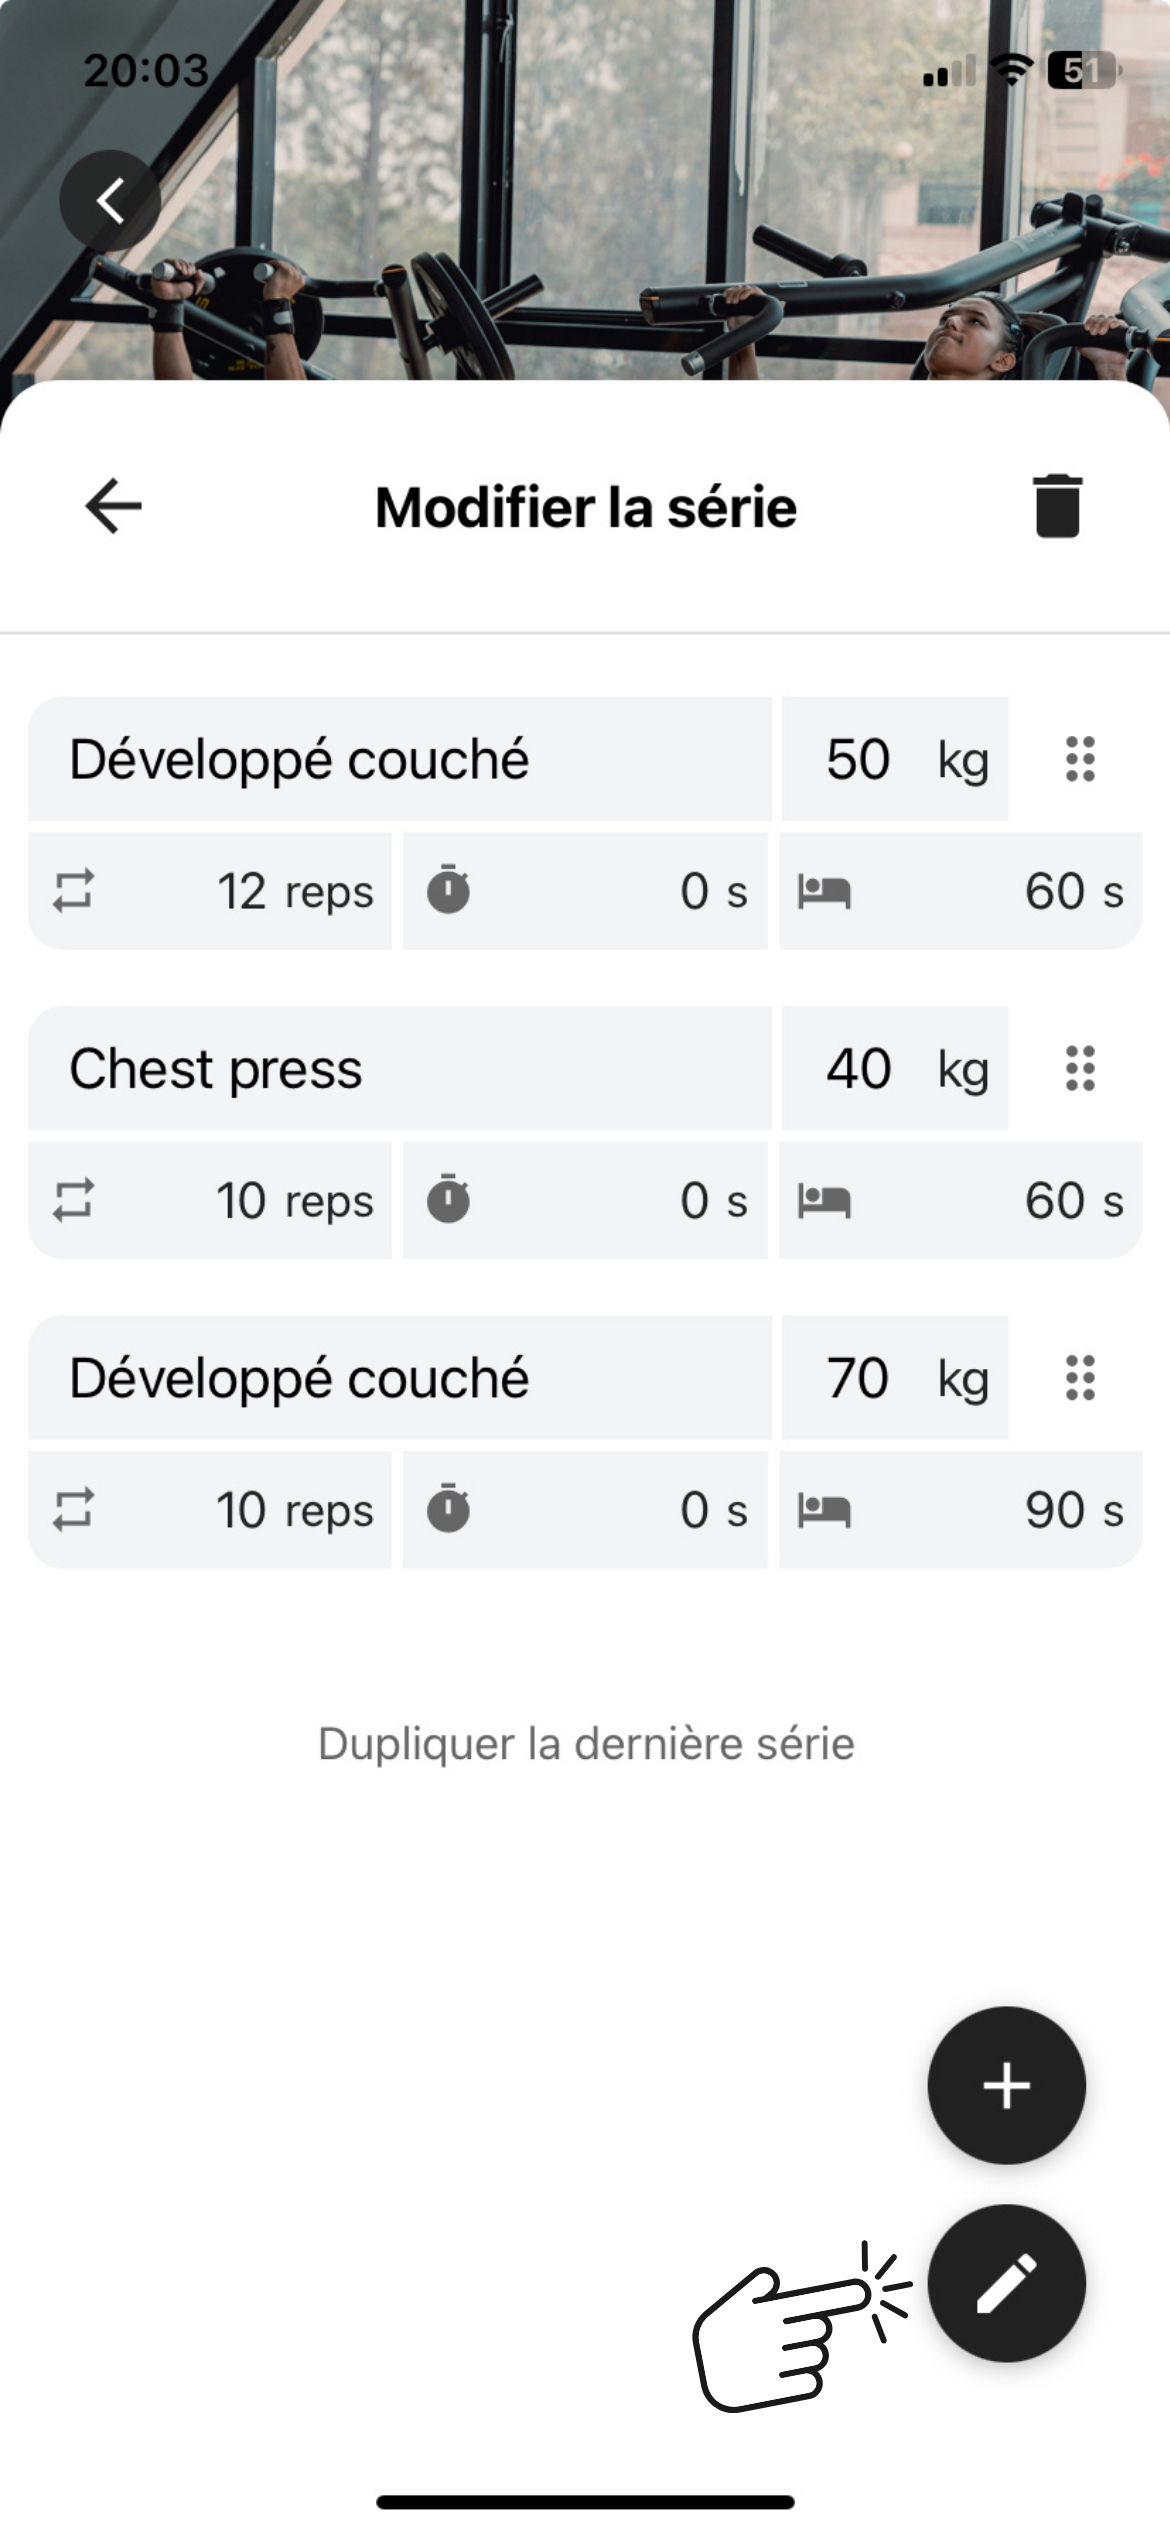 20:03 51
Modifier la série
Développé couché 50 kg
12 reps 0 s 60 s
Chest press 40 kg
10 reps 0 s 60 s
Développé couché 70 kg
10 reps 0 s 90 s
Dupliquer la dernière série